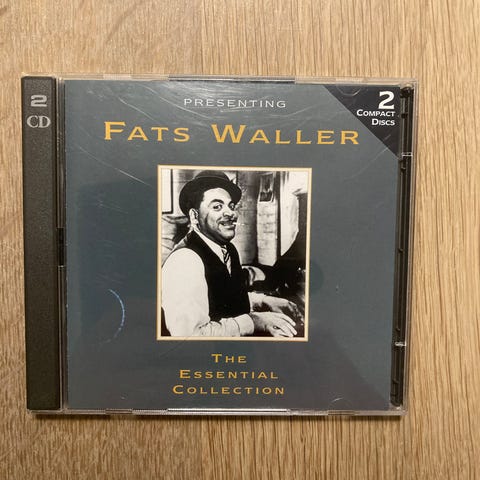 2
CD
PRESENTING
FATS WALLER
2
COMPACT
DISCS
THE
ESSENTIAL
COLLECTION